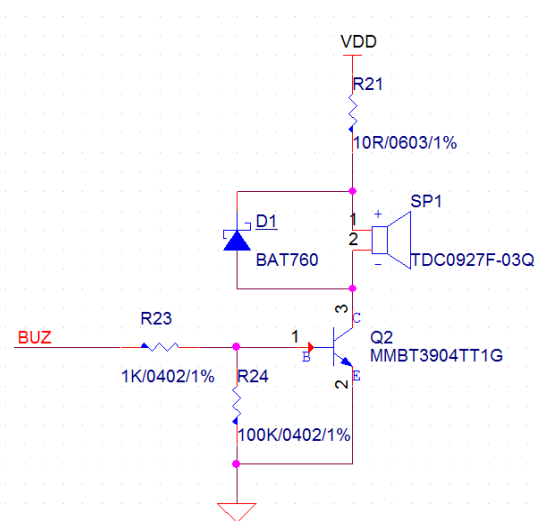 VDD
R21
10R/0603/1%
SP1
1
+
2
D1
BAT760
TDC0927F-03Q
-
3
C
R23
BUZ
1
B
Q2
MMBT3904TT1G
1K/0402/1%
R24
2
E
100K/0402/1%